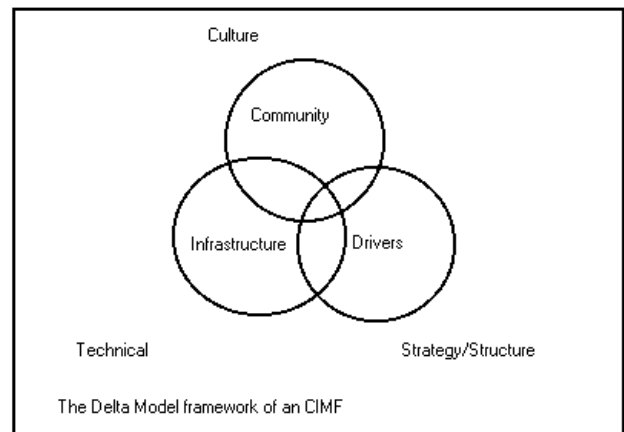 Culture
Community
Infrastructure
Drivers
Technical
Strategy/Structure
The Delta Model framework of an CIMF